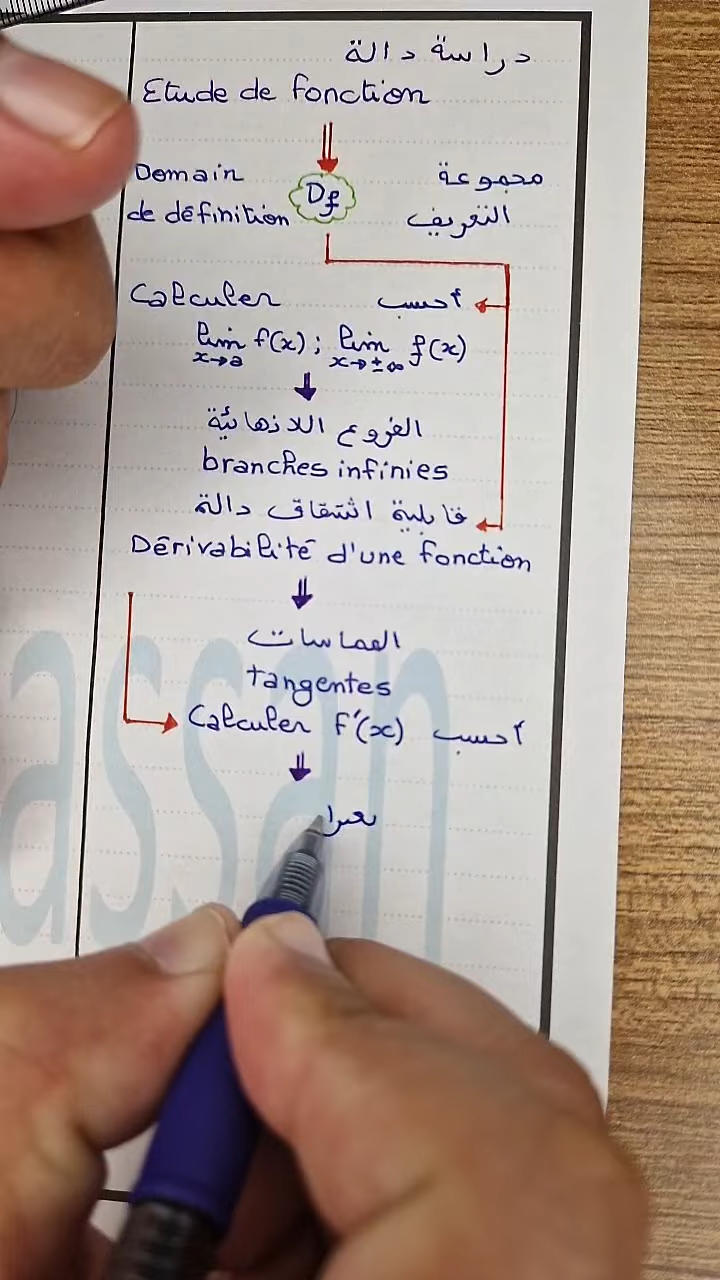 دراسة دالة
Etude de fonction
Domain
de définition
Df
مجموعة
التعريف
Calculer أحسب
lim x→a f(x) ; lim x→±∞ f(x)
الفروع اللانهائية
branches infinies
قابلية اشتقاق دالة
Dérivabilité d'une fonction
المماسات
tangentes
Calculer f'(x) أحسب